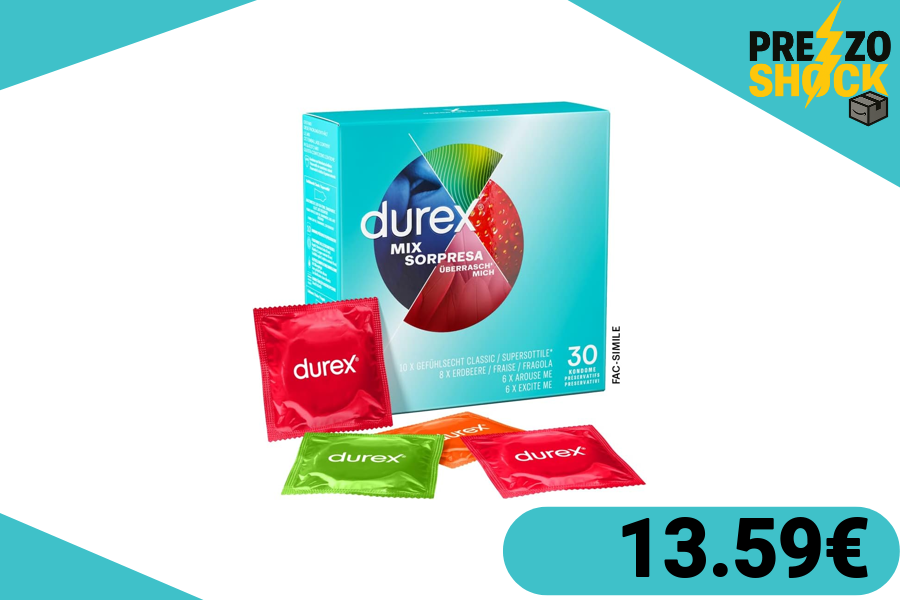 PREZZO
SHOCK
durex®
MIX
SORPRESA
ÜBERRASCH'
MICH
10 X GEFÜHLSECHT CLASSIC / SUPERSOTTILE*
8 X ERDBEERE / FRAISE / FRAGOLA
6 X AROUSE ME
6 X EXCITE ME
30
KONDOME
PRESERVATIFS
PRESERVATIVI
FAC-SIMILE
durex®
durex®
durex®
durex®
13.59€